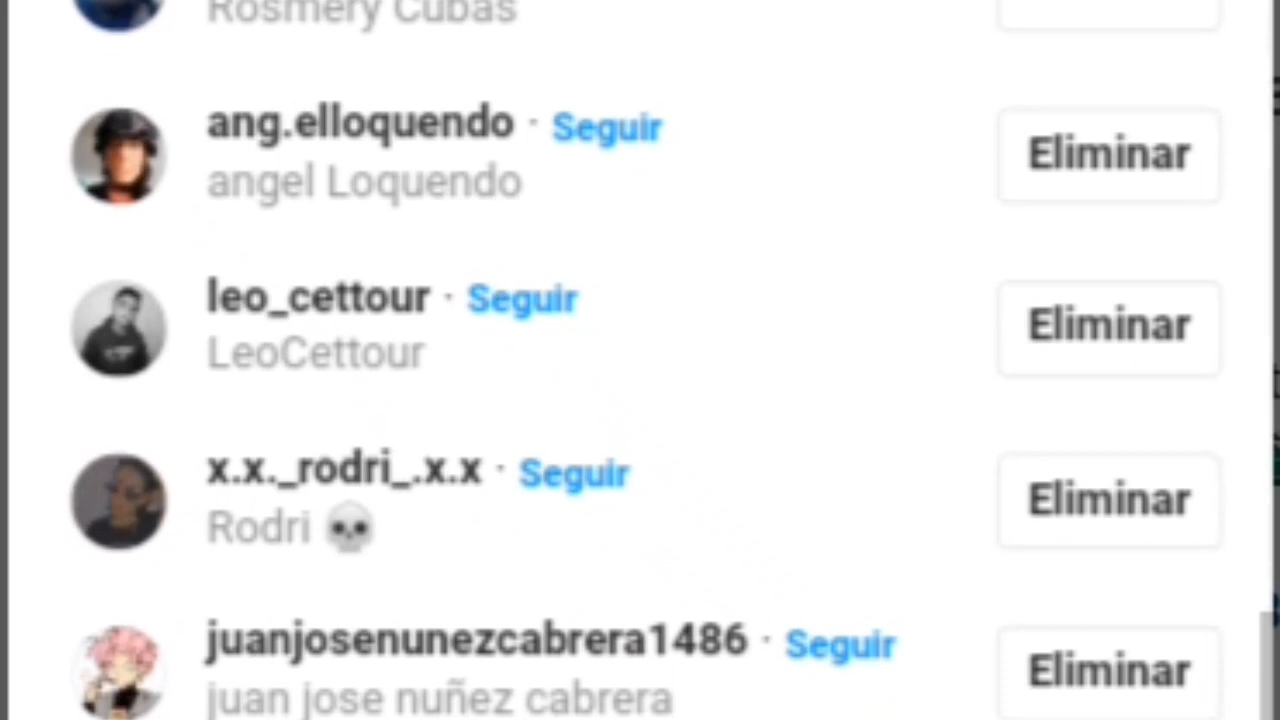 Rosmery Cubas
ang.elloquendo · Seguir
angel Loquendo
Eliminar
leo_cettour · Seguir
LeoCettour
Eliminar
x.x._rodri_.x.x · Seguir
Rodri 💀
Eliminar
juanjosenunezcabrera1486 · Seguir
juan jose nuñez cabrera
Eliminar